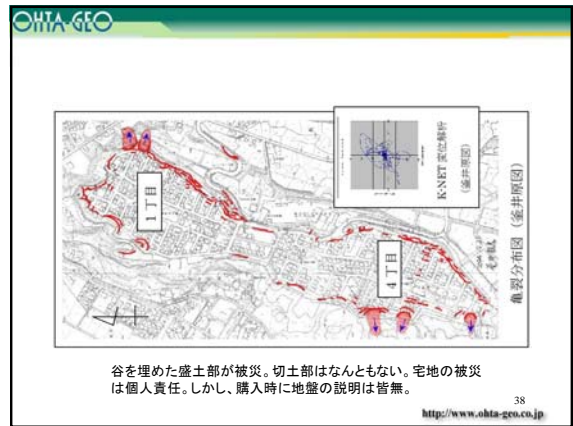 OHTA-GEO
1丁目
4丁目
K-NET 変位解析
(釜井原図)
亀裂分布図 (釜井原図)
谷を埋めた盛土部が被災。切土部はなんともない。宅地の被災
は個人責任。しかし、購入時に地盤の説明は皆無。
38
http://www.ohta-geo.co.jp